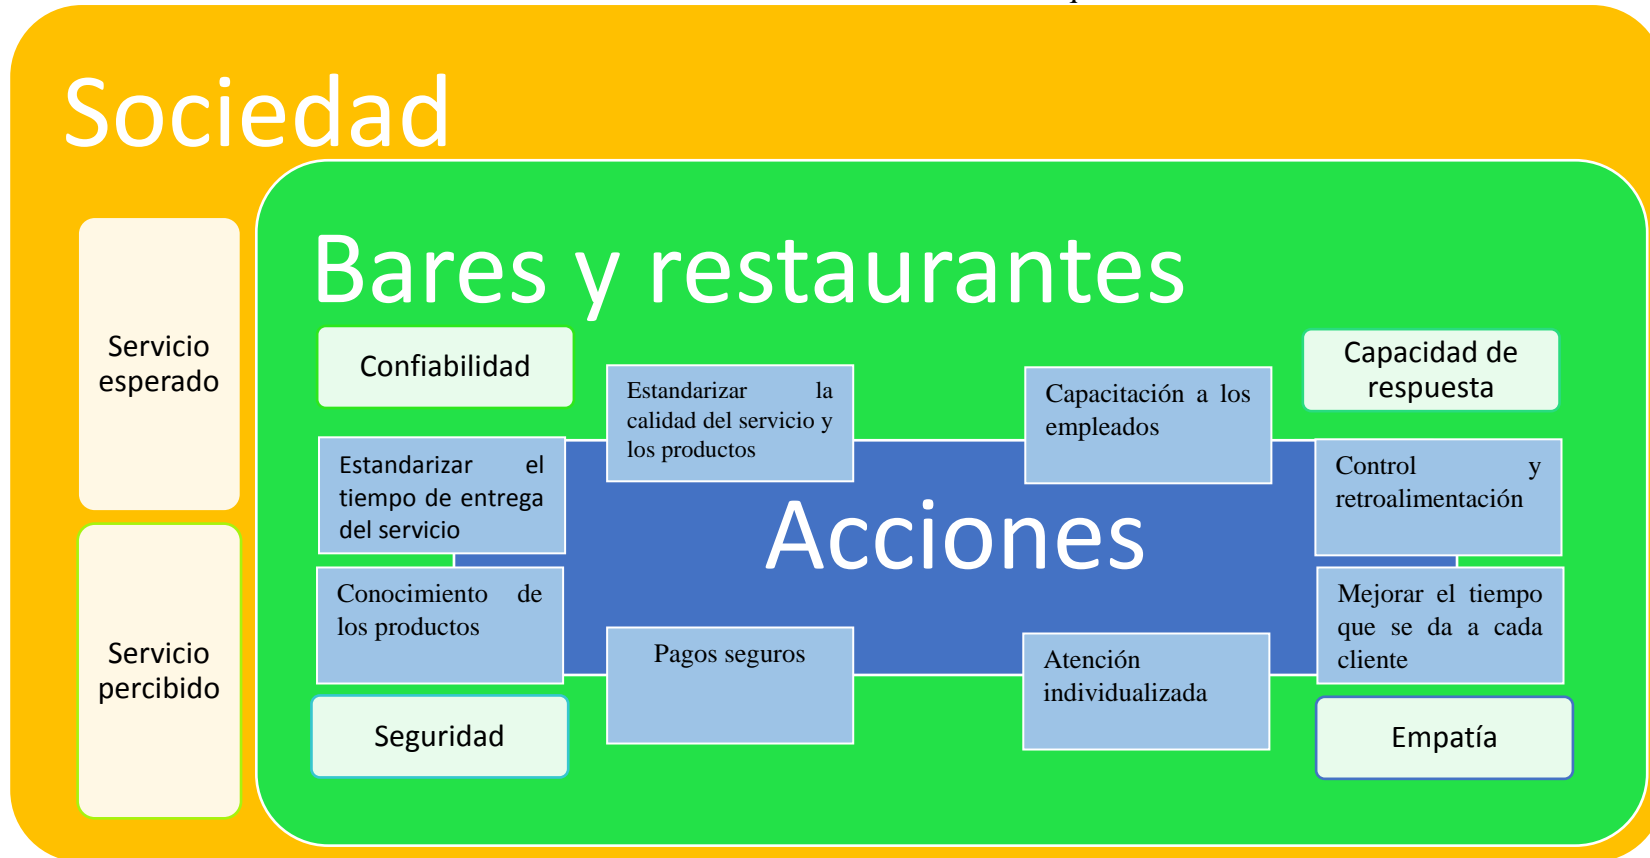 Sociedad
Bares y restaurantes
Servicio
esperado
Servicio
percibido
Confiabilidad
Estandarizar la
calidad del servicio y
los productos
Capacitación a los
empleados
Capacidad de
respuesta
Estandarizar el
tiempo de entrega
del servicio
Acciones
Control y
retroalimentación
Conocimiento de
los productos
Pagos seguros
Atención
individualizada
Mejorar el tiempo
que se da a cada
cliente
Seguridad
Empatía